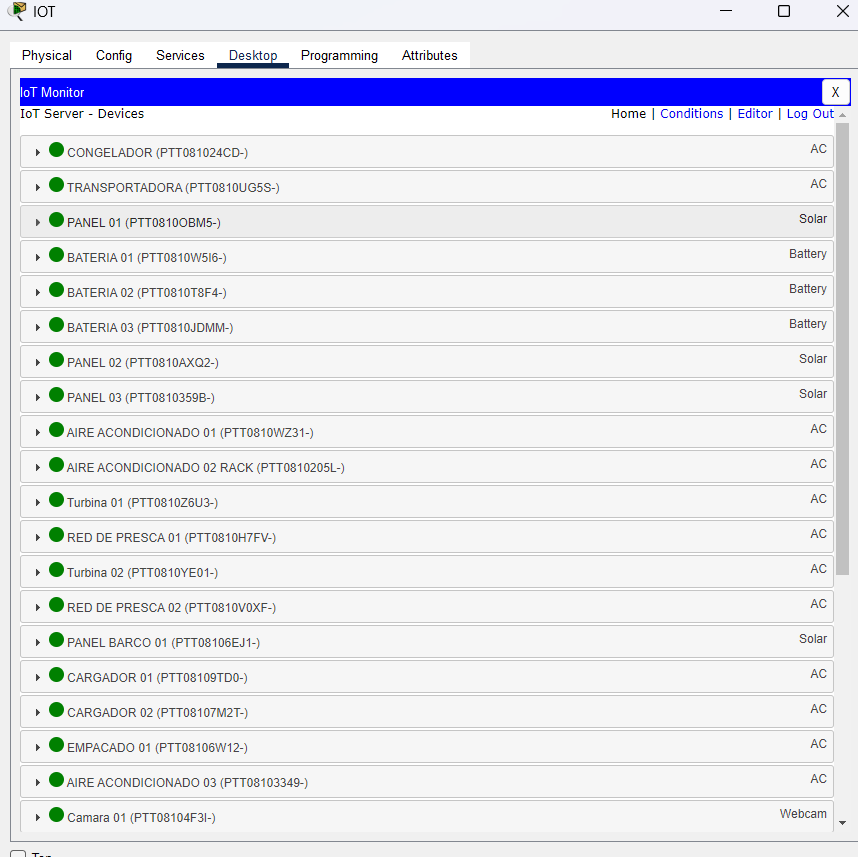 IOT
Physical Config Services Desktop Programming Attributes
IoT Monitor X
IoT Server - Devices Home | Conditions | Editor | Log Out
CONGELADOR (PTT081024CD-) AC
TRANSPORTADORA (PTT0810UG5S-) AC
PANEL 01 (PTT0810OBM5-) Solar
BATERIA 01 (PTT0810W5I6-) Battery
BATERIA 02 (PTT0810T8F4-) Battery
BATERIA 03 (PTT0810JDMM-) Battery
PANEL 02 (PTT0810AXQ2-) Solar
PANEL 03 (PTT0810359B-) Solar
AIRE ACONDICIONADO 01 (PTT0810WZ31-) AC
AIRE ACONDICIONADO 02 RACK (PTT0810205L-) AC
Turbina 01 (PTT0810Z6U3-) AC
RED DE PRESCA 01 (PTT0810H7FV-) AC
Turbina 02 (PTT0810YE01-) AC
RED DE PRESCA 02 (PTT0810V0XF-) AC
PANEL BARCO 01 (PTT08106EJ1-) Solar
CARGADOR 01 (PTT08109TD0-) AC
CARGADOR 02 (PTT08107M2T-) AC
EMPACADO 01 (PTT08106W12-) AC
AIRE ACONDICIONADO 03 (PTT08103349-) AC
Camara 01 (PTT08104F3I-) Webcam
Top